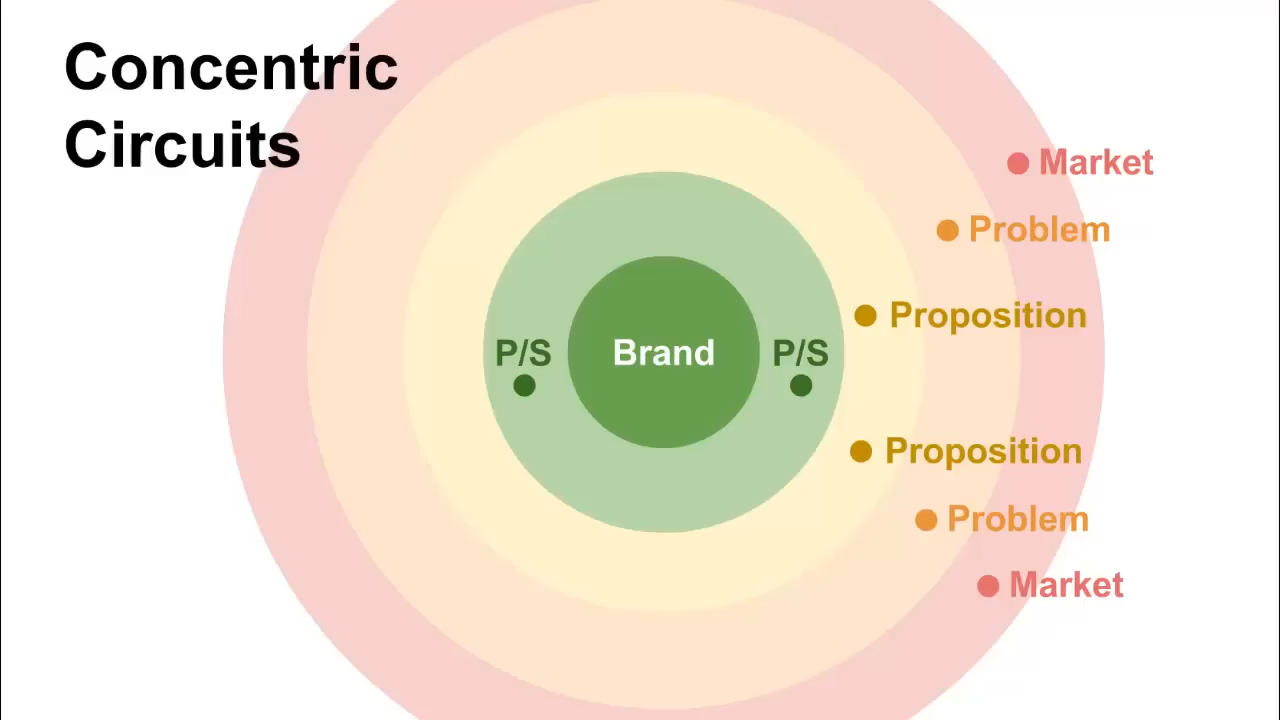 Concentric
Circuits
Market
Problem
Proposition
P/S
Brand
P/S
Proposition
Problem
Market